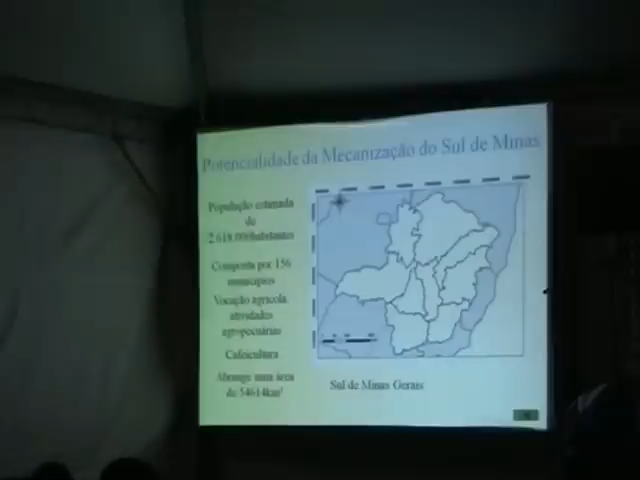 Potencialidade da Mecanização do Sul de Minas
População estimada
de
2.618.000habitantes
Composta por 156
municípios
Vocação agrícola
atividades
agropecuárias
Cafeicultura
Abrange uma área
de 54614km²
Sul de Minas Gerais